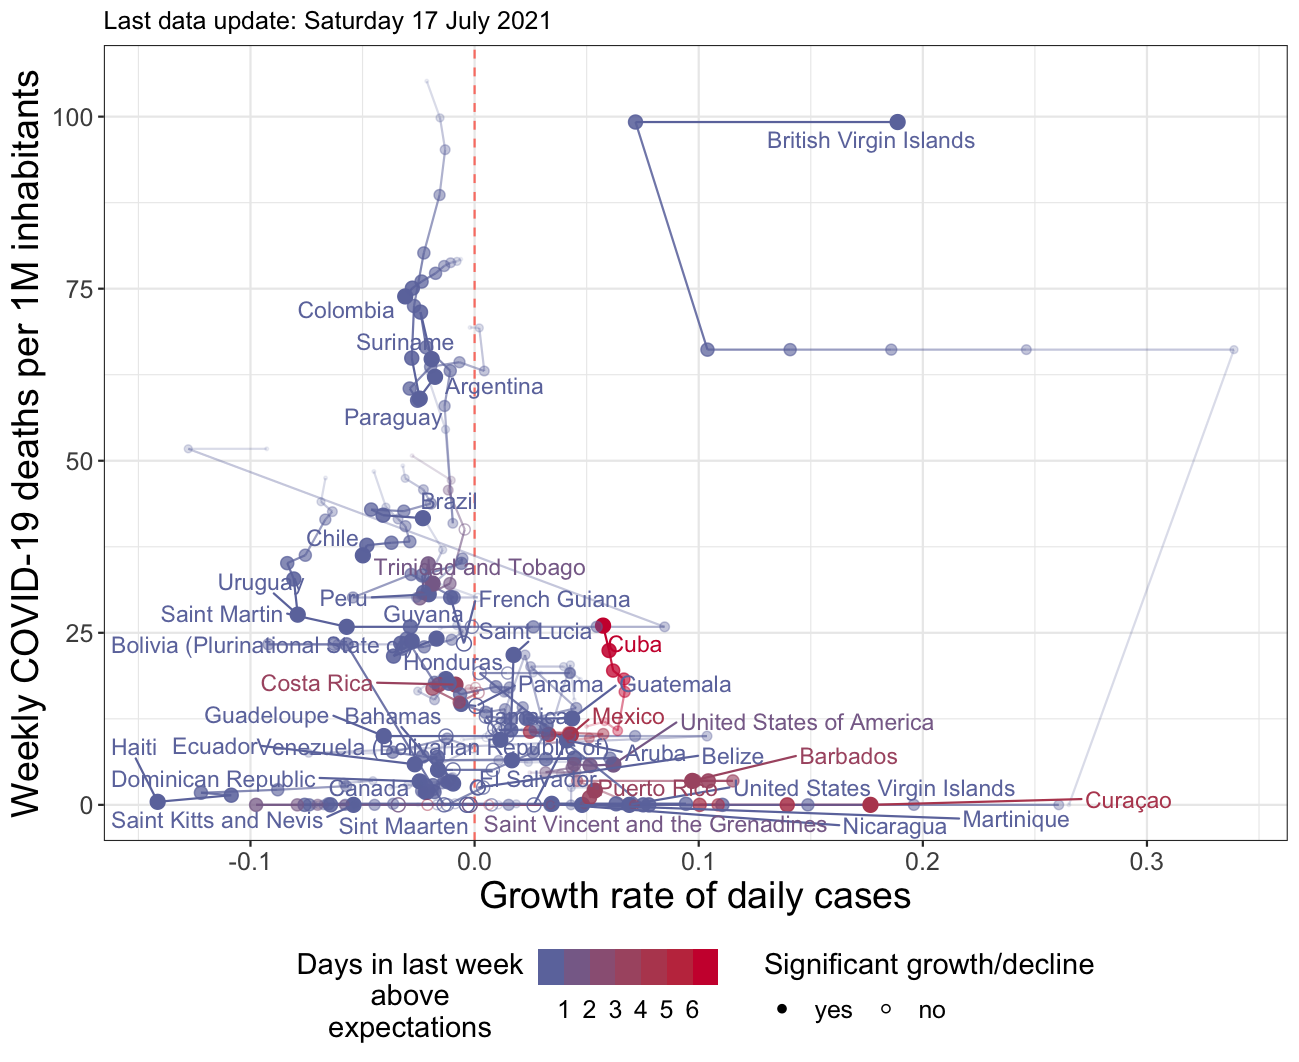 Last data update: Saturday 17 July 2021
Weekly COVID-19 deaths per 1M inhabitants
100
75
50
25
0
British Virgin Islands
Colombia
Suriname
Argentina
Paraguay
Brazil
Chile
Trinidad and Tobago
Uruguay
Peru
French Guiana
Saint Martin
Guyana
Saint Lucia
Cuba
Bolivia (Plurinational State of
Honduras
Costa Rica
Panama
Guatemala
Guadeloupe
Bahamas
Jamaica
Mexico
United States of America
Haiti
Ecuador
Venezuela (Bolivarian Republic of)
Aruba
Belize
Barbados
Dominican Republic
Canada
El Salvador
Puerto Rico
United States Virgin Islands
Curaçao
Saint Kitts and Nevis
Sint Maarten
Saint Vincent and the Grenadines
Nicaragua
Martinique
-0.1
0.0
0.1
0.2
0.3
Growth rate of daily cases
Days in last week
above
expectations
1 2 3 4 5 6
Significant growth/decline
yes
no